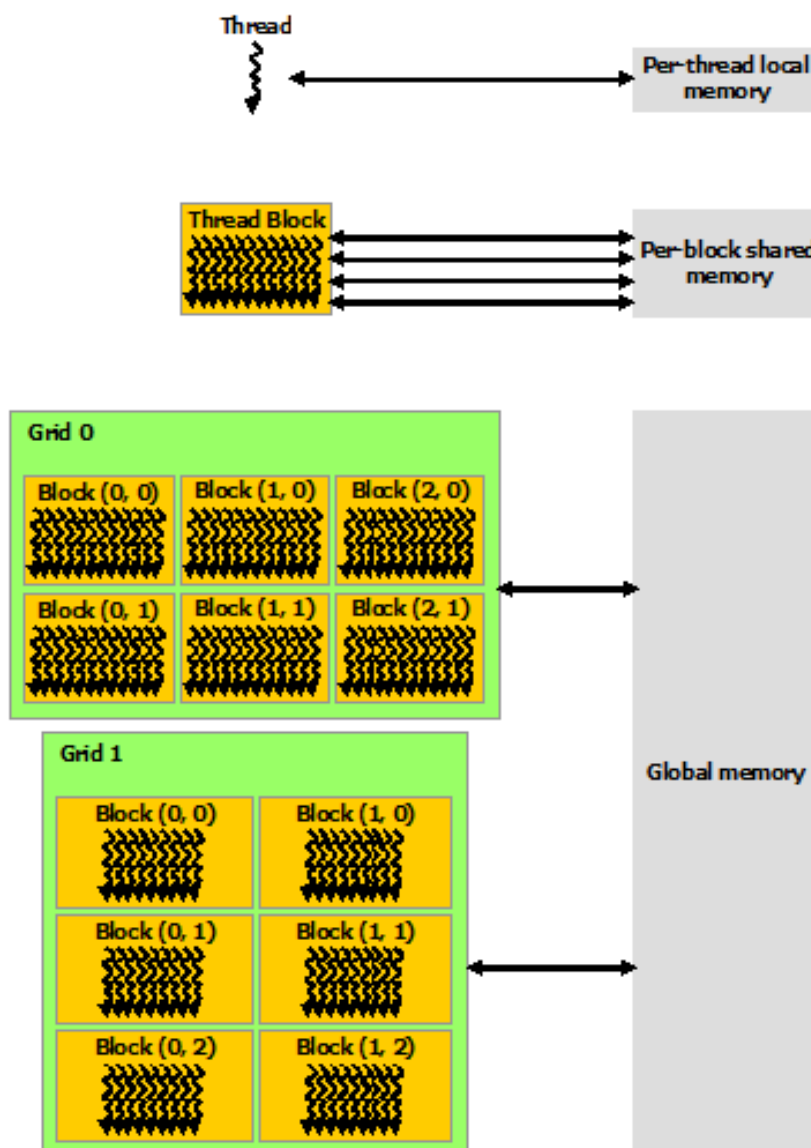 Thread
Per-thread local
memory
Thread Block
Per-block shared
memory
Grid 0
Block (0, 0)
Block (1, 0)
Block (2, 0)
Block (0, 1)
Block (1, 1)
Block (2, 1)
Grid 1
Global memory
Block (0, 0)
Block (1, 0)
Block (0, 1)
Block (1, 1)
Block (0, 2)
Block (1, 2)